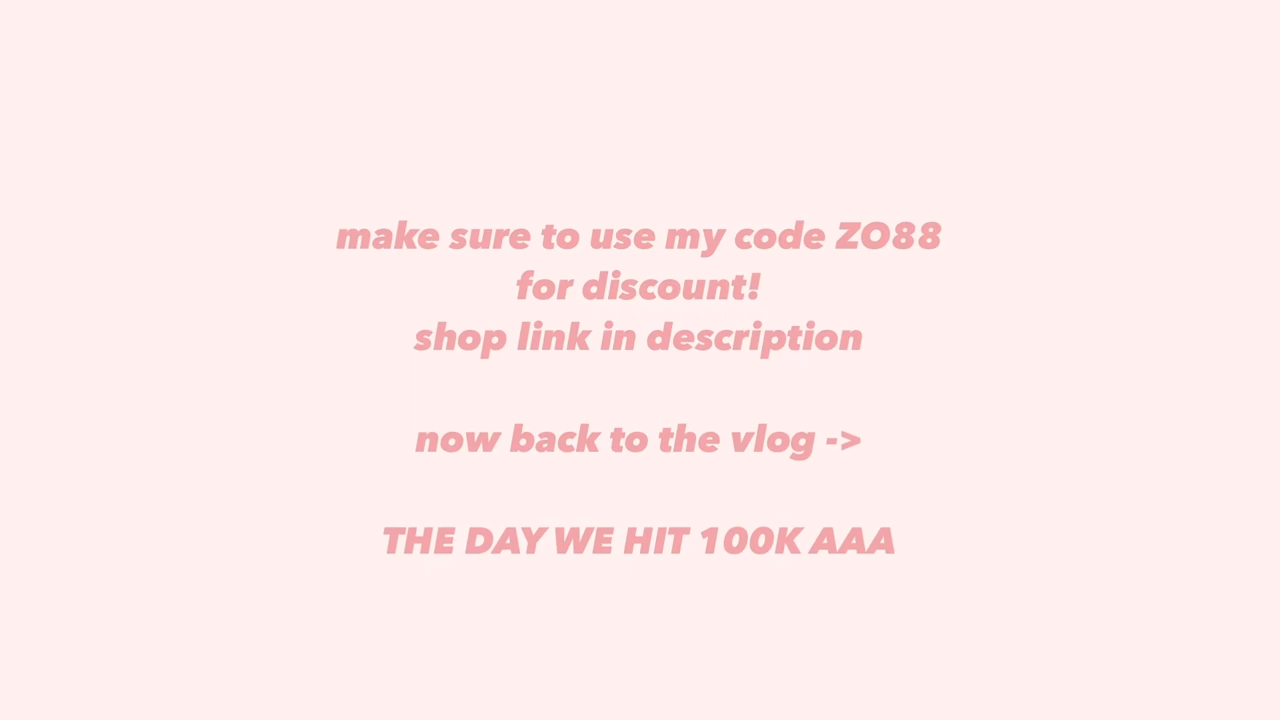 make sure to use my code ZO88
for discount!
shop link in description
now back to the vlog ->
THE DAY WE HIT 100K AAA